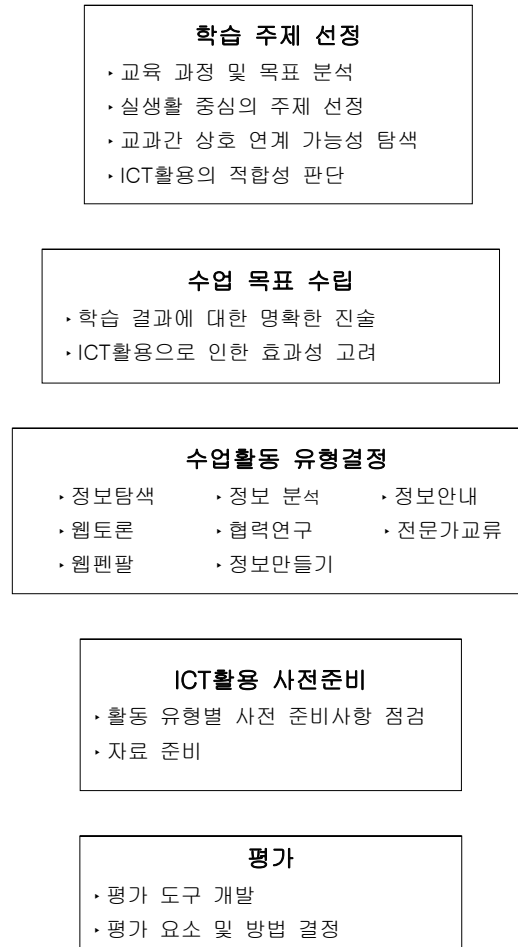 학습 주제 선정
‣교육 과정 및 목표 분석
‣실생활 중심의 주제 선정
‣교과간 상호 연계 가능성 탐색
‣ICT활용의 적합성 판단
수업 목표 수립
‣학습 결과에 대한 명확한 진술
‣ICT활용으로 인한 효과성 고려
수업활동 유형결정
‣정보탐색 ‣정보 분석 ‣정보안내
‣웹토론 ‣협력연구 ‣전문가교류
‣웹펜팔 ‣정보만들기
ICT활용 사전준비
‣활동 유형별 사전 준비사항 점검
‣자료 준비
평가
‣평가 도구 개발
‣평가 요소 및 방법 결정